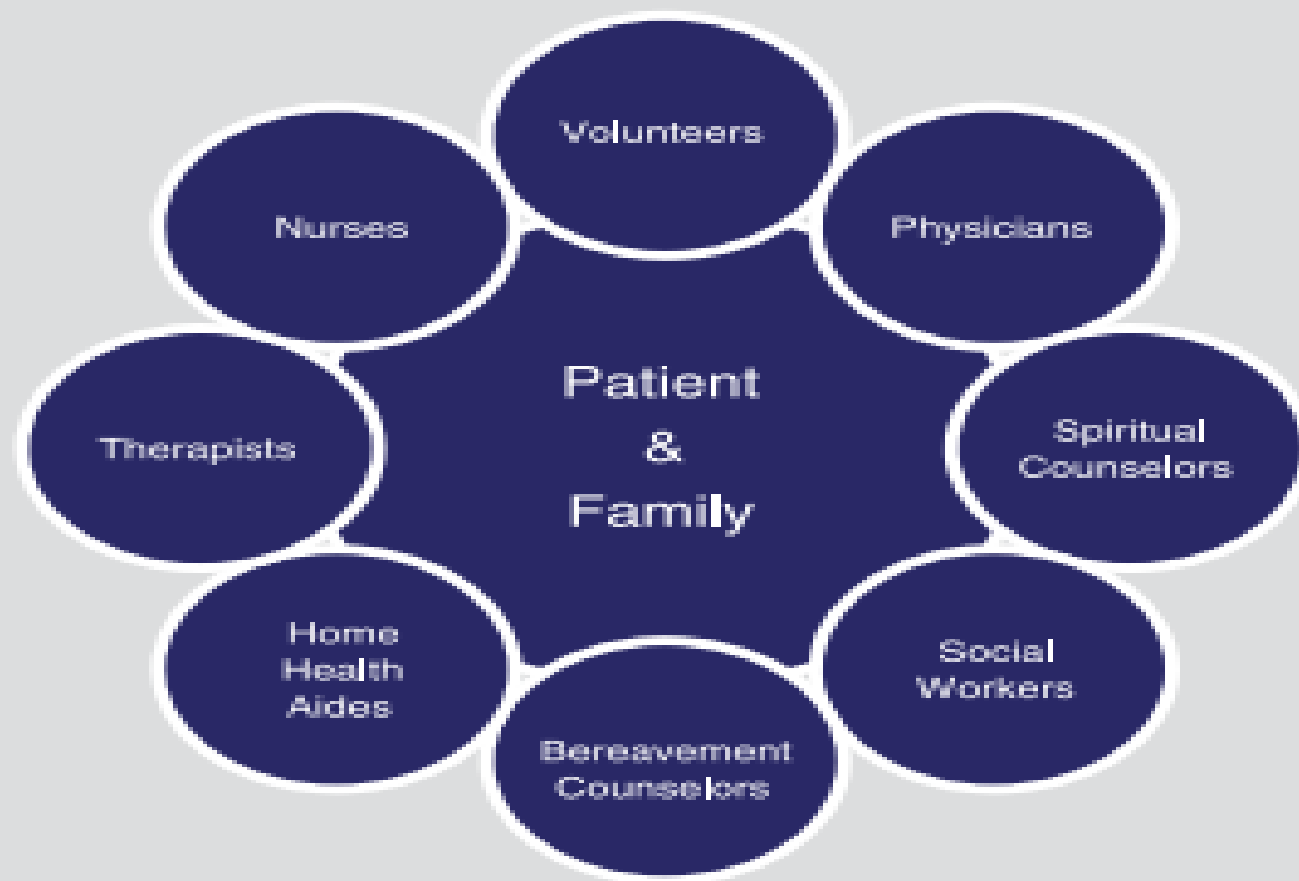 Volunteers
Nurses
Physicians
Patient
&
Family
Therapists
Spiritual
Counselors
Home
Health
Aides
Social
Workers
Bereavement
Counselors